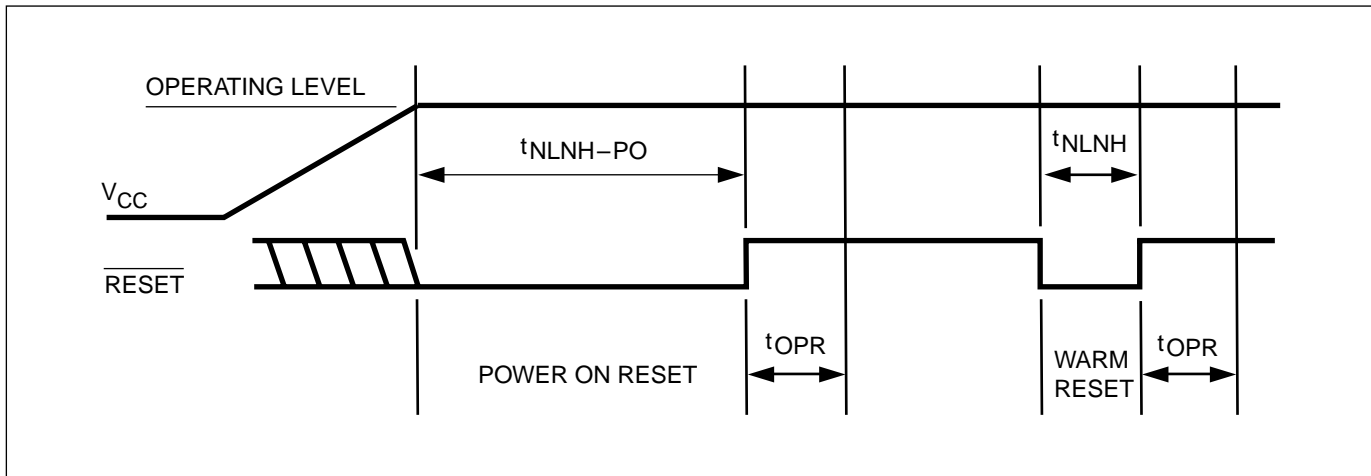 OPERATING LEVEL
tNLNH–PO
tNLNH
VCC
RESET
tOPR
POWER ON RESET
WARM
RESET
tOPR